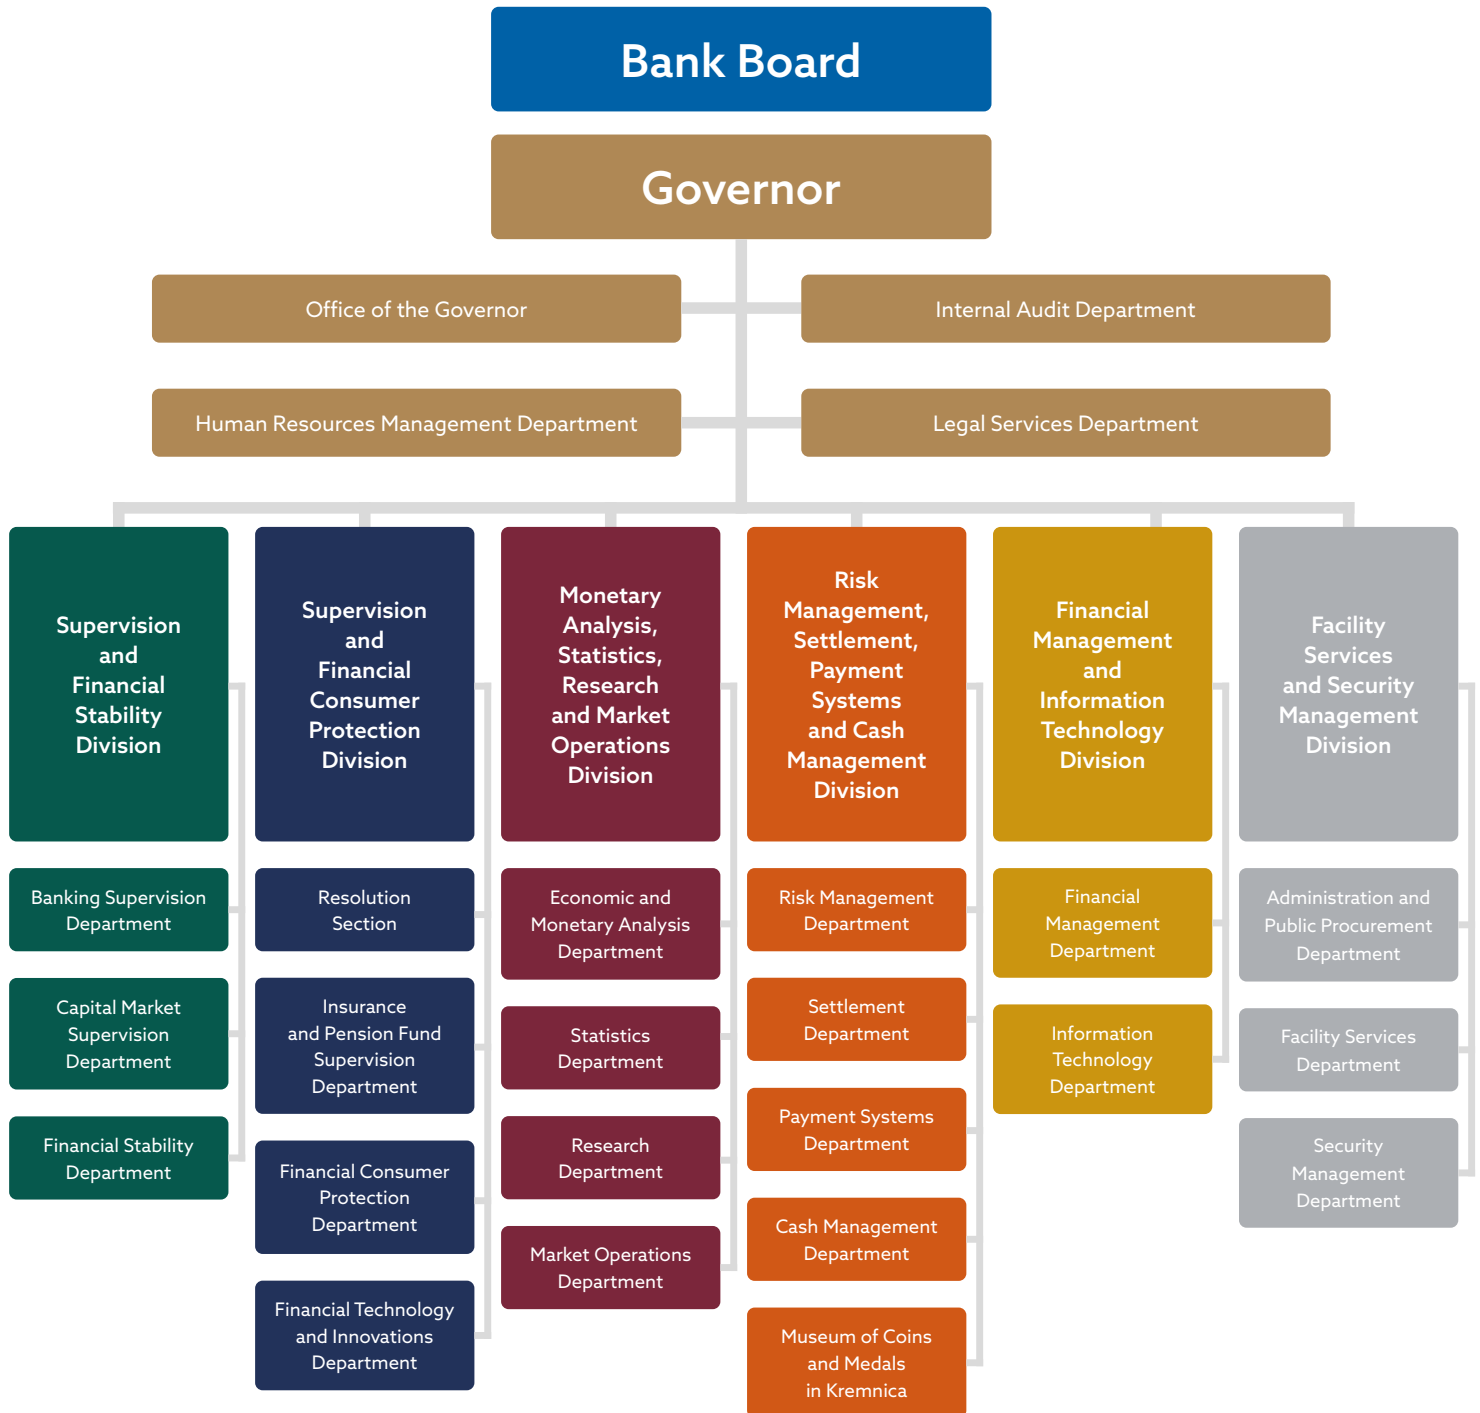 Bank Board
Governor
Office of the Governor
Internal Audit Department
Human Resources Management Department
Legal Services Department
Supervision
and
Financial
Stability
Division
Banking Supervision
Department
Capital Market
Supervision
Department
Financial Stability
Department
Supervision
and
Financial
Consumer
Protection
Division
Resolution
Section
Insurance
and Pension Fund
Supervision
Department
Financial Consumer
Protection
Department
Financial Technology
and Innovations
Department
Monetary
Analysis,
Statistics,
Research
and Market
Operations
Division
Economic and
Monetary Analysis
Department
Statistics
Department
Research
Department
Market Operations
Department
Risk
Management,
Settlement,
Payment
Systems
and Cash
Management
Division
Risk Management
Department
Settlement
Department
Payment Systems
Department
Cash Management
Department
Museum of Coins
and Medals
in Kremnica
Financial
Management
and
Information
Technology
Division
Financial
Management
Department
Information
Technology
Department
Facility
Services
and Security
Management
Division
Administration and
Public Procurement
Department
Facility Services
Department
Security
Management
Department